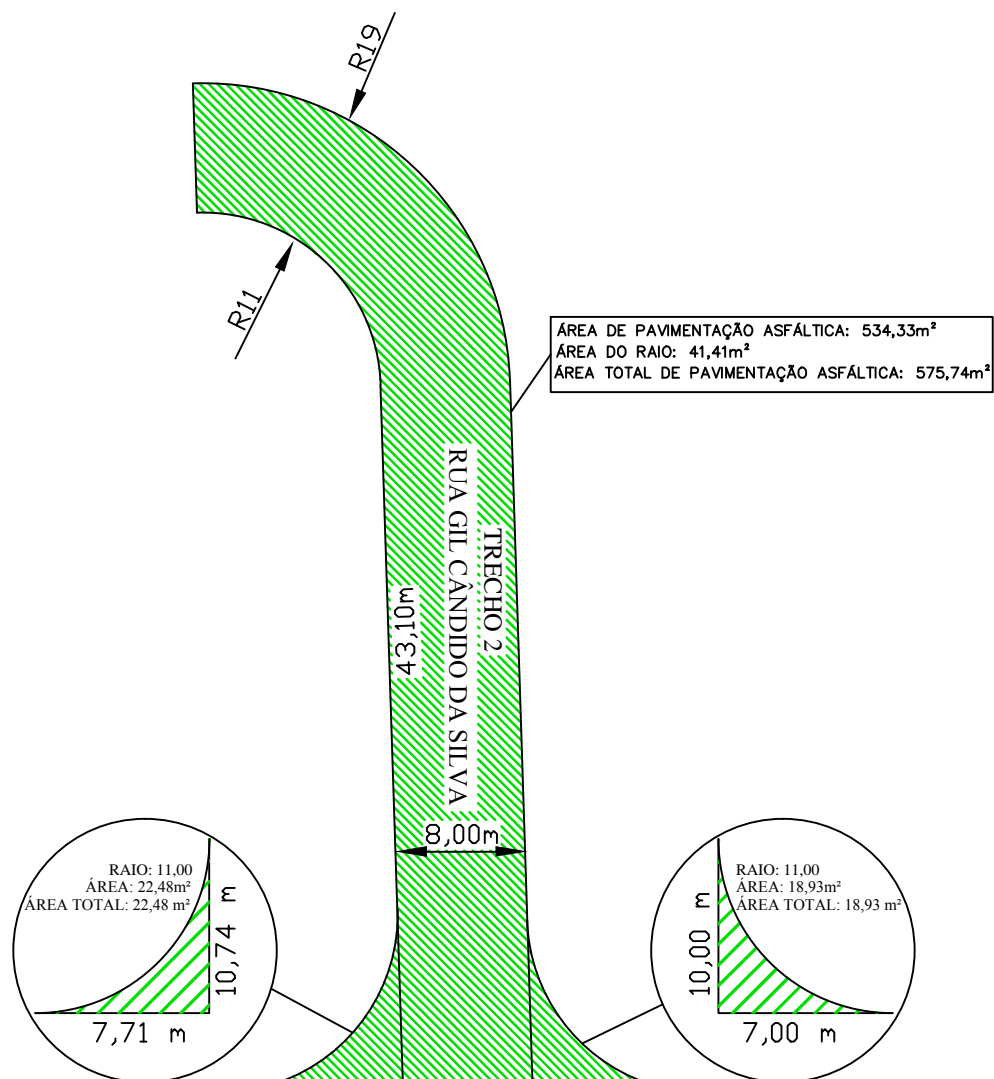 R19
R11
ÁREA DE PAVIMENTAÇÃO ASFÁLTICA: 534,33m²
ÁREA DO RAIO: 41,41m²
ÁREA TOTAL DE PAVIMENTAÇÃO ASFÁLTICA: 575,74m²
TRECHO 2
RUA GIL CÂNDIDO DA SILVA
43,10m
8,00m
RAIO: 11,00
ÁREA: 22,48m²
ÁREA TOTAL: 22,48 m²
10,74 m
7,71 m
RAIO: 11,00
ÁREA: 18,93m²
ÁREA TOTAL: 18,93 m²
10,00 m
7,00 m